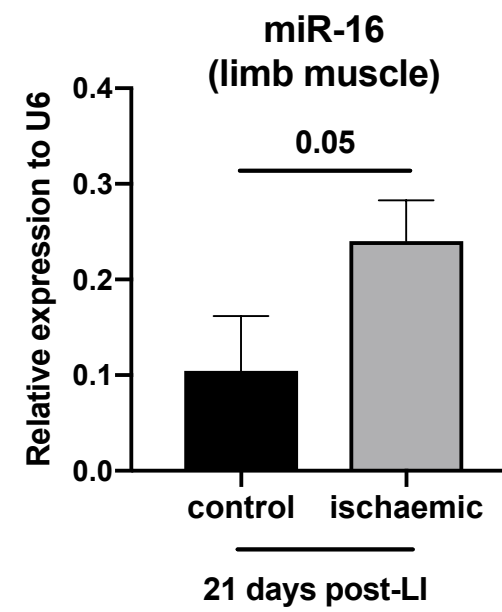 miR-16
(limb muscle)
Relative expression to U6
0.4
0.3
0.2
0.1
0.0
0.05
control ischaemic
21 days post-LI